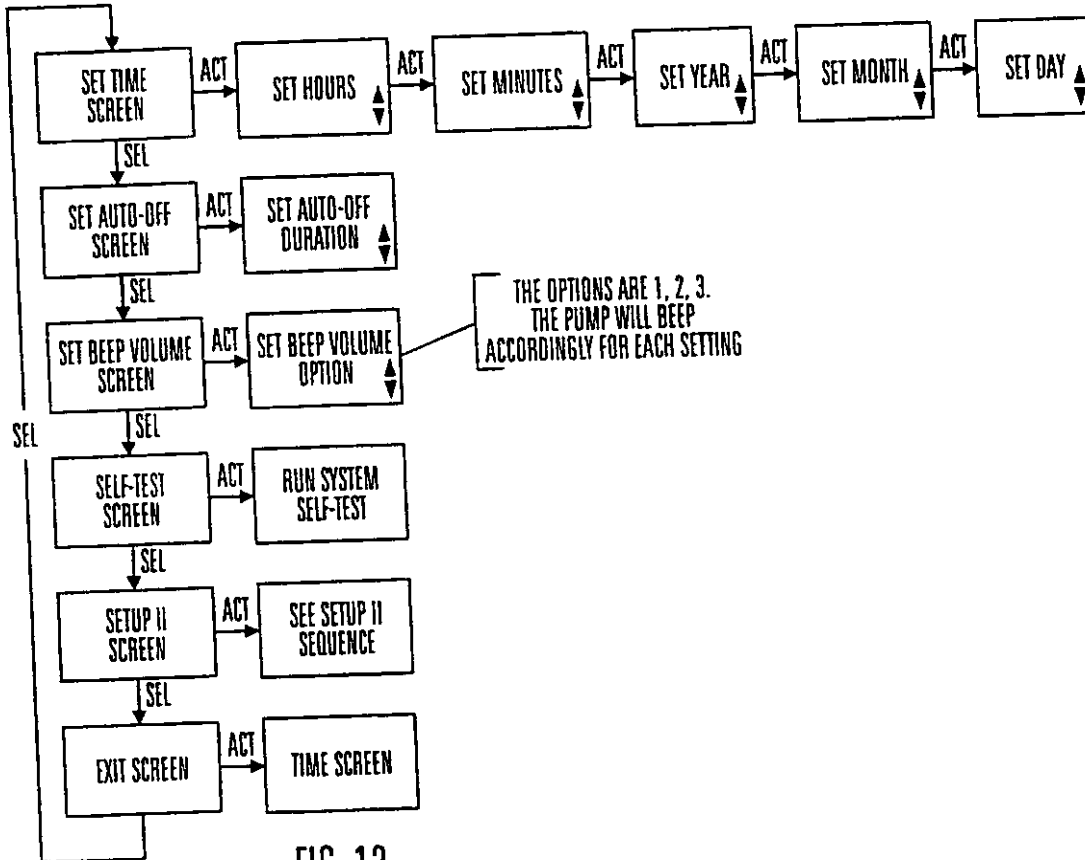 SET TIME
SCREEN
ACT
SET HOURS
ACT
SET MINUTES
ACT
SET YEAR
ACT
SET MONTH
ACT
SET DAY
SEL
SET AUTO-OFF
SCREEN
ACT
SET AUTO-OFF
DURATION
SEL
SET BEEP VOLUME
SCREEN
ACT
SET BEEP VOLUME
OPTION
THE OPTIONS ARE 1, 2, 3.
THE PUMP WILL BEEP
ACCORDINGLY FOR EACH SETTING
SEL
SEL
SELF-TEST
SCREEN
ACT
RUN SYSTEM
SELF-TEST
SEL
SETUP II
SCREEN
ACT
SEE SETUP II
SEQUENCE
SEL
EXIT SCREEN
ACT
TIME SCREEN